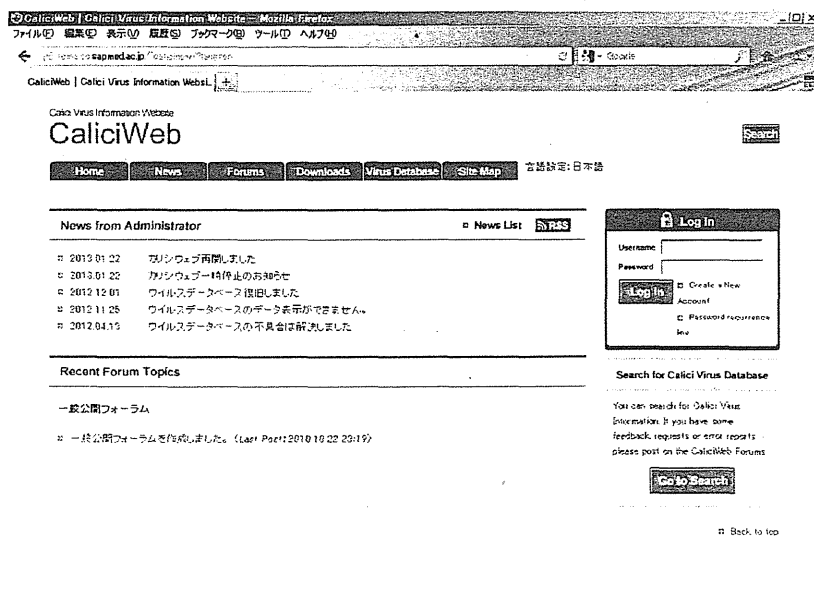 CaliciWeb | Calici Virus Information Website - Mozilla Firefox
ファイル(F) 編集(E) 表示(V) 履歴(S) ブックマーク(B) ツール(T) ヘルプ(H)
sapmed.ac.jp Google
CaliciWeb | Calici Virus Information Websi... +
Calici Virus Information Website
CaliciWeb
Search
Home News Forums Downloads Virus Database Site Map 言語設定:日本語
News from Administrator News List RSS
2013.01.22 カリシウェブ再開しました
2013.01.22 カリシウェブ一時停止のお知らせ
2012.12.01 ウイルスデータベース復旧しました
2012.11.25 ウイルスデータベースのデータ表示ができません。
2012.04.13 ウイルスデータベースの不具合は解決しました
Recent Forum Topics
一般公開フォーラム
一般公開フォーラムを作成しました。 (Last Post:2010.10.22 23:19)
Log In
Username
Password
Log In
Create a New
Account
Password recurrence
line
Search for Calici Virus Database
You can search for Calici Virus
Information. If you have some
feedback, requests or error reports
please post on the CaliciWeb Forums
Go to Search
Back to top